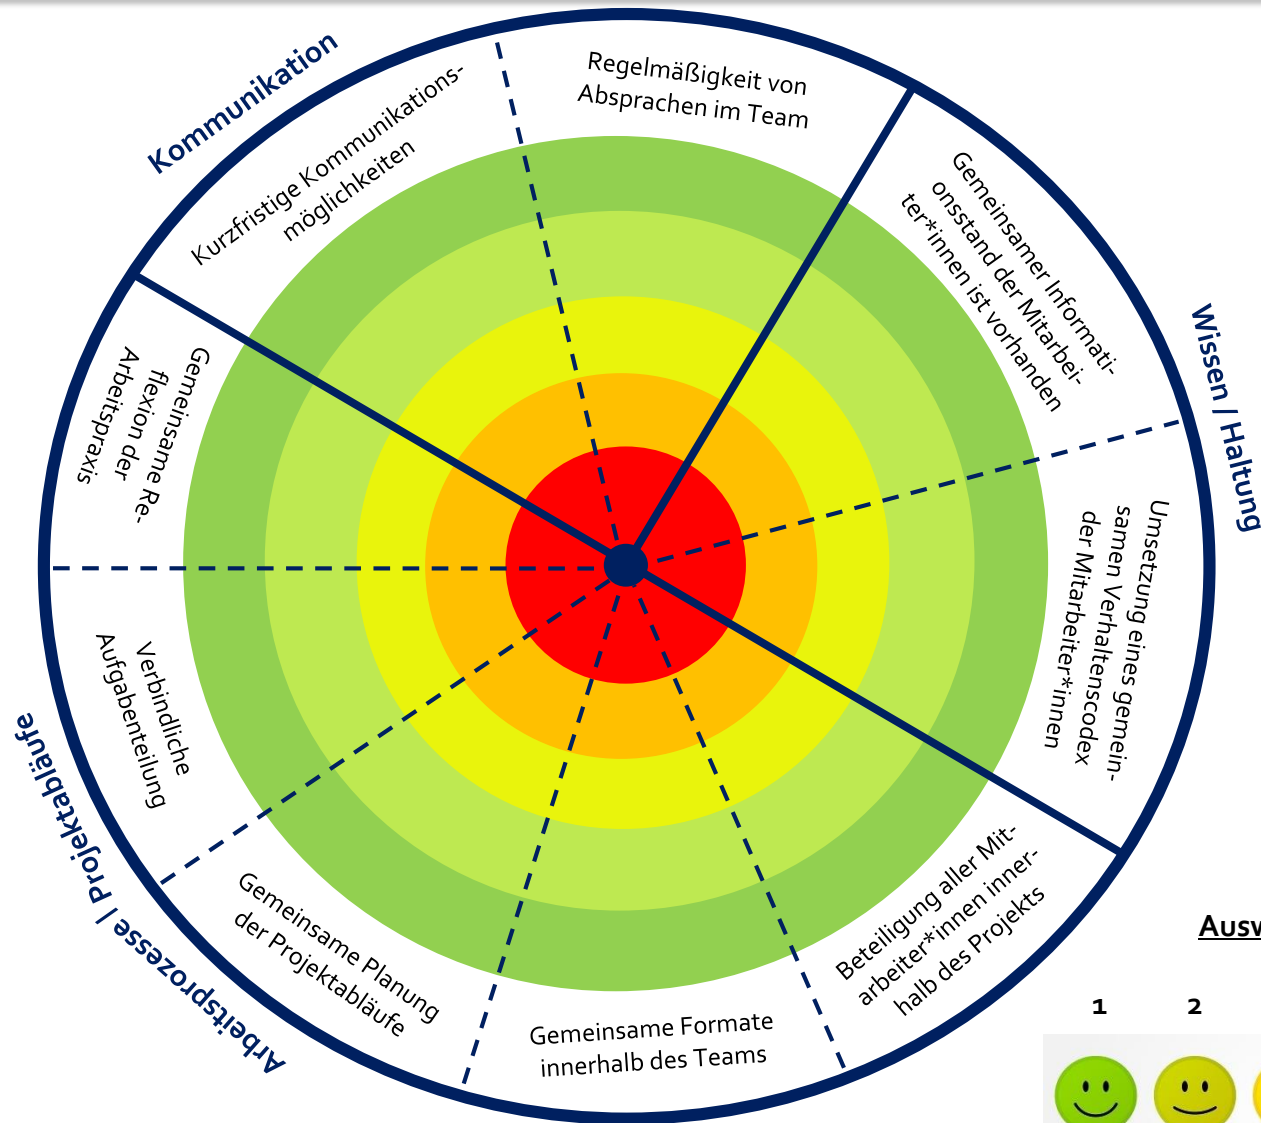 Kommunikation
Kurzfristige Kommunikations-
möglichkeiten
Regelmäßigkeit von
Absprachen im Team
Wissen / Haltung
Gemeinsamer Informati-
onsstand der Mitarbei-
ter*innen ist vorhanden
Umsetzung eines gemein-
samen Verhaltenscodex
der Mitarbeiter*innen
Arbeitsprozesse / Projektabläufe
Beteiligung aller Mit-
arbeiter*innen inner-
halb des Projekts
Gemeinsame Formate
innerhalb des Teams
Gemeinsame Planung
der Projektabläufe
Verbindliche
Aufgabenteilung
Gemeinsame Re-
flexion der
Arbeitspraxis
1 2